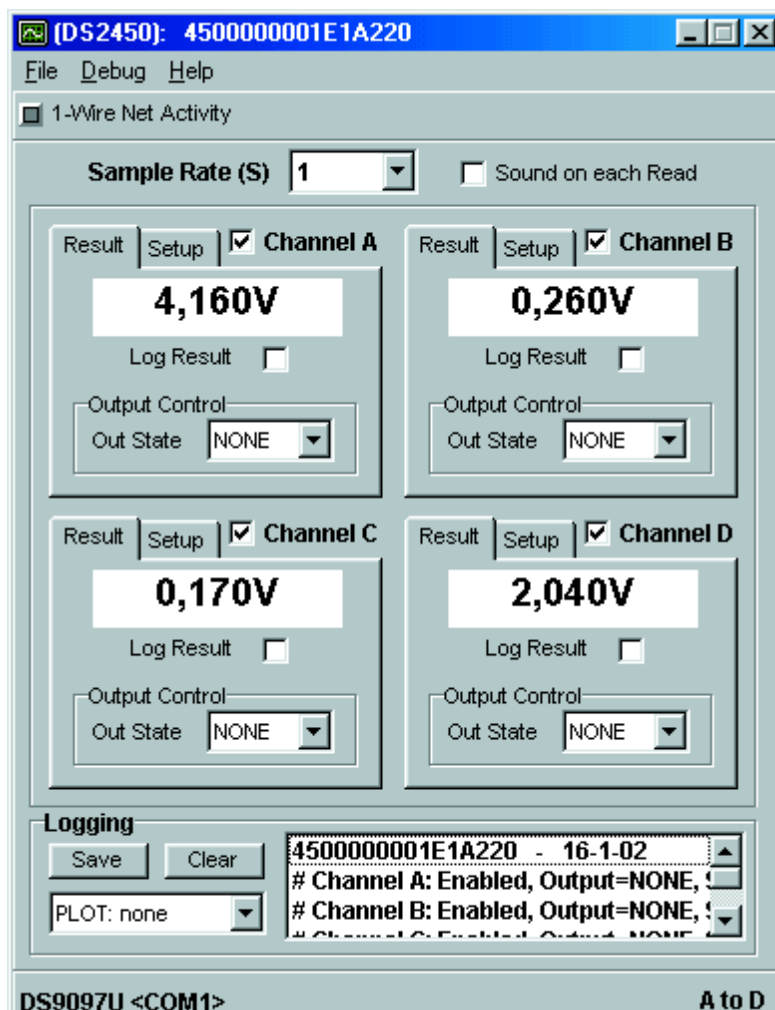 (DS2450): 4500000001E1A220
File Debug Help
1-Wire Net Activity
Sample Rate (S) 1 Sound on each Read
Result Setup Channel A
4,160V
Log Result
Output Control
Out State NONE
Result Setup Channel B
0,260V
Log Result
Output Control
Out State NONE
Result Setup Channel C
0,170V
Log Result
Output Control
Out State NONE
Result Setup Channel D
2,040V
Log Result
Output Control
Out State NONE
Logging
Save Clear
PLOT: none
4500000001E1A220 - 16-1-02
# Channel A: Enabled, Output=NONE,
# Channel B: Enabled, Output=NONE,
# Channel C: Enabled, Output=NONE,
DS9097U <COM1> A to D